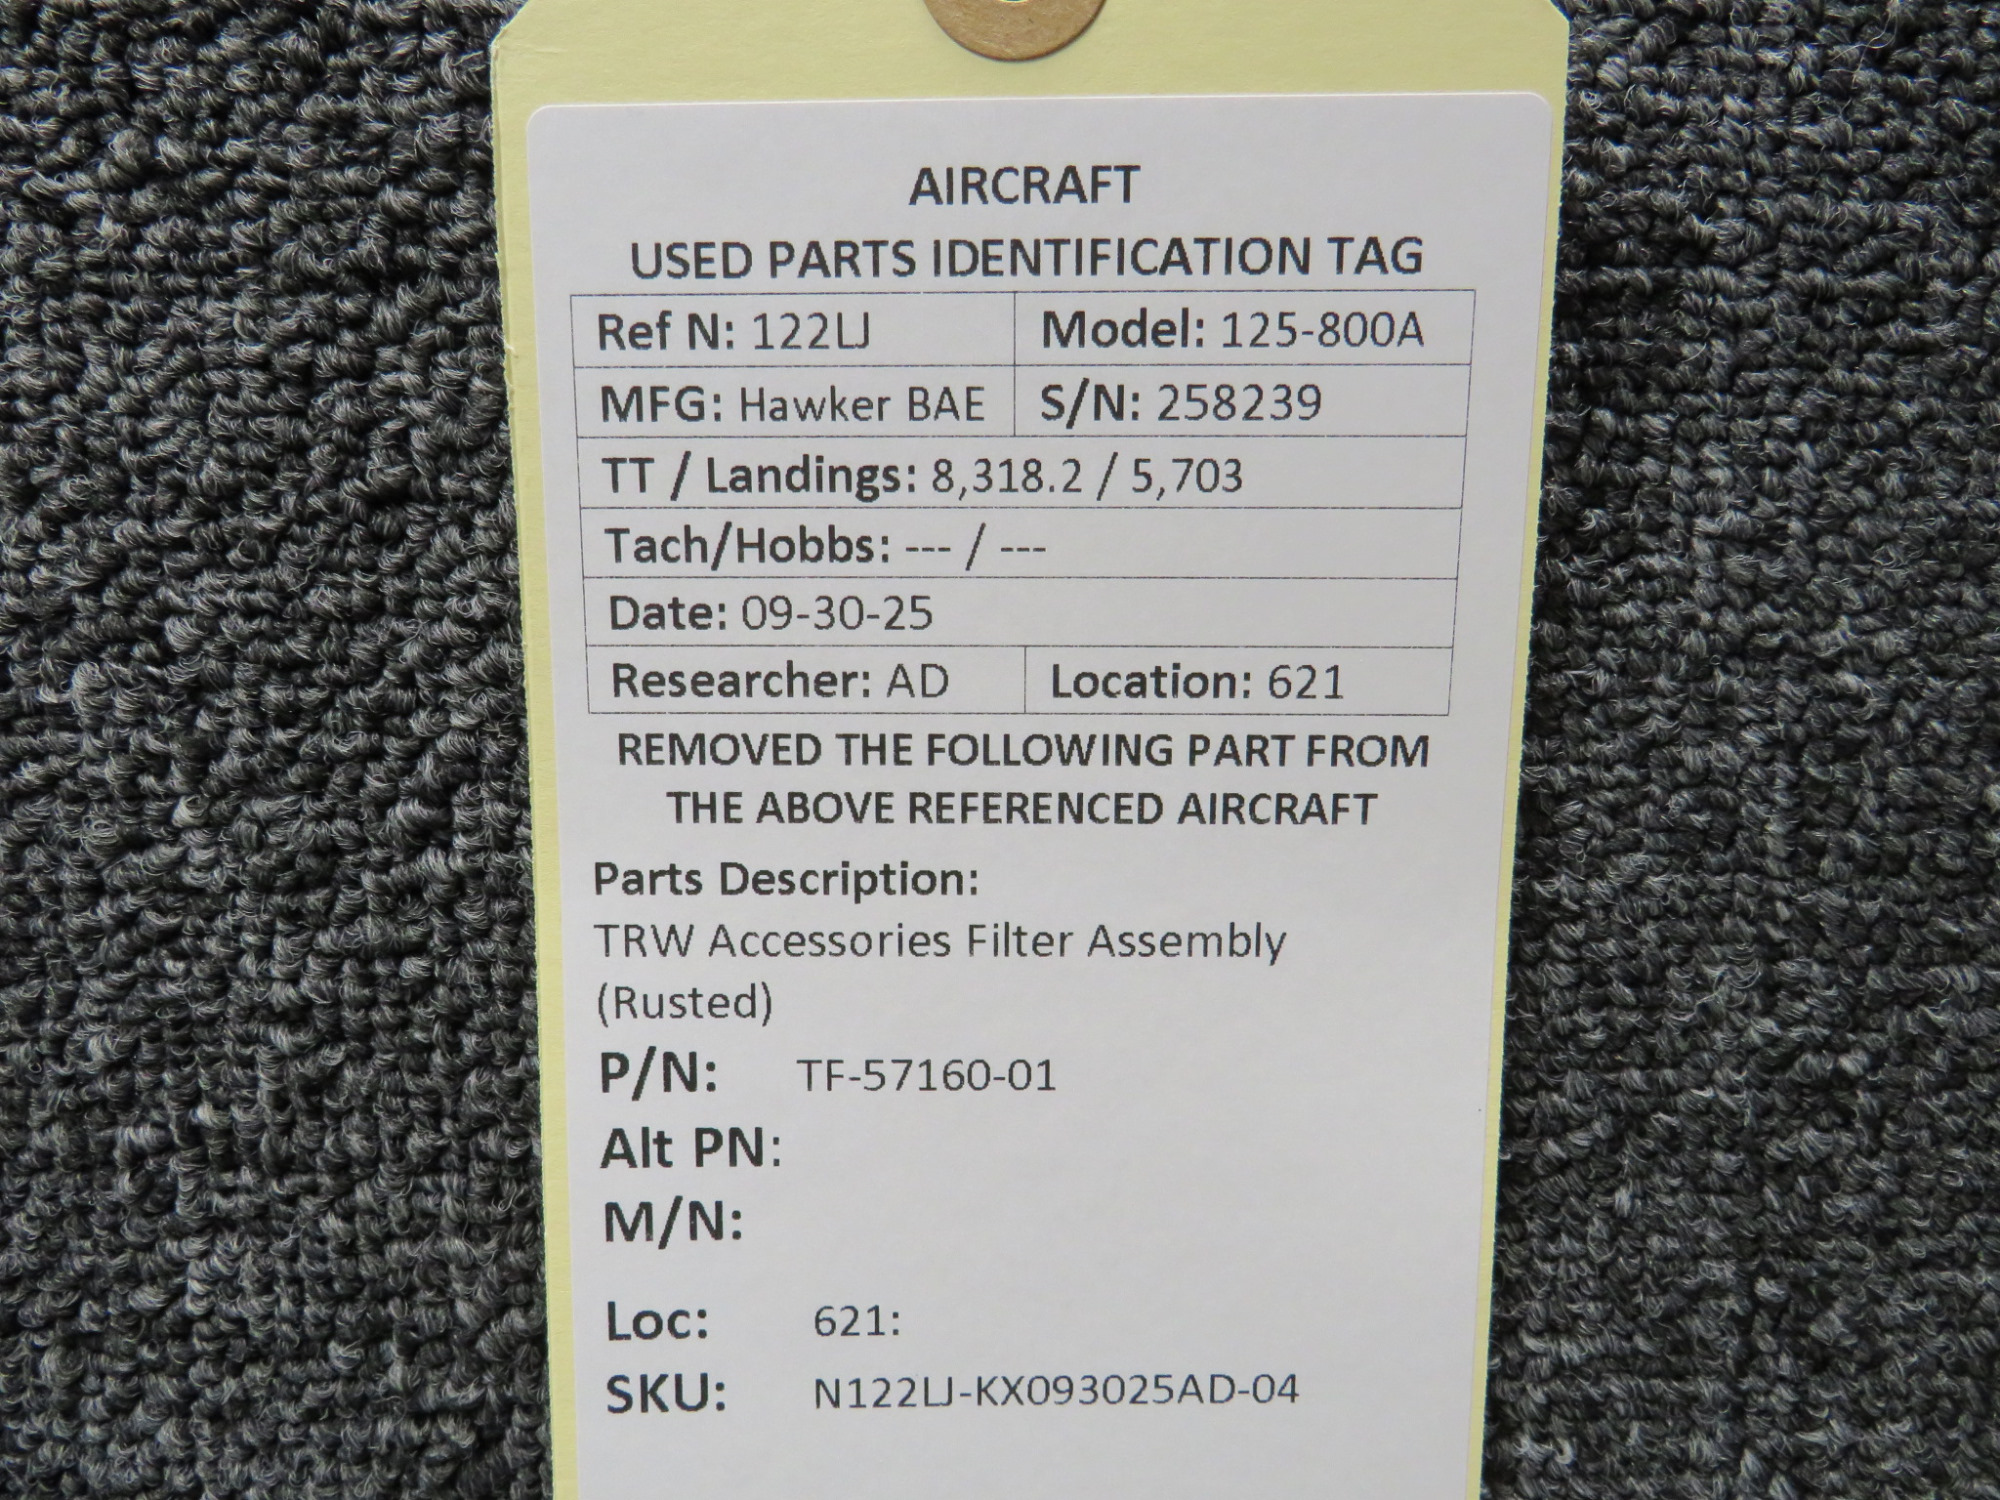 AIRCRAFT
USED PARTS IDENTIFICATION TAG
Ref N: 122LJ Model: 125-800A
MFG: Hawker BAE S/N: 258239
TT / Landings: 8,318.2 / 5,703
Tach/Hobbs: --- / ---
Date: 09-30-25
Researcher: AD Location: 621
REMOVED THE FOLLOWING PART FROM
THE ABOVE REFERENCED AIRCRAFT
Parts Description:
TRW Accessories Filter Assembly
(Rusted)
P/N: TF-57160-01
Alt PN:
M/N:
Loc: 621:
SKU: N122LJ-KX093025AD-04